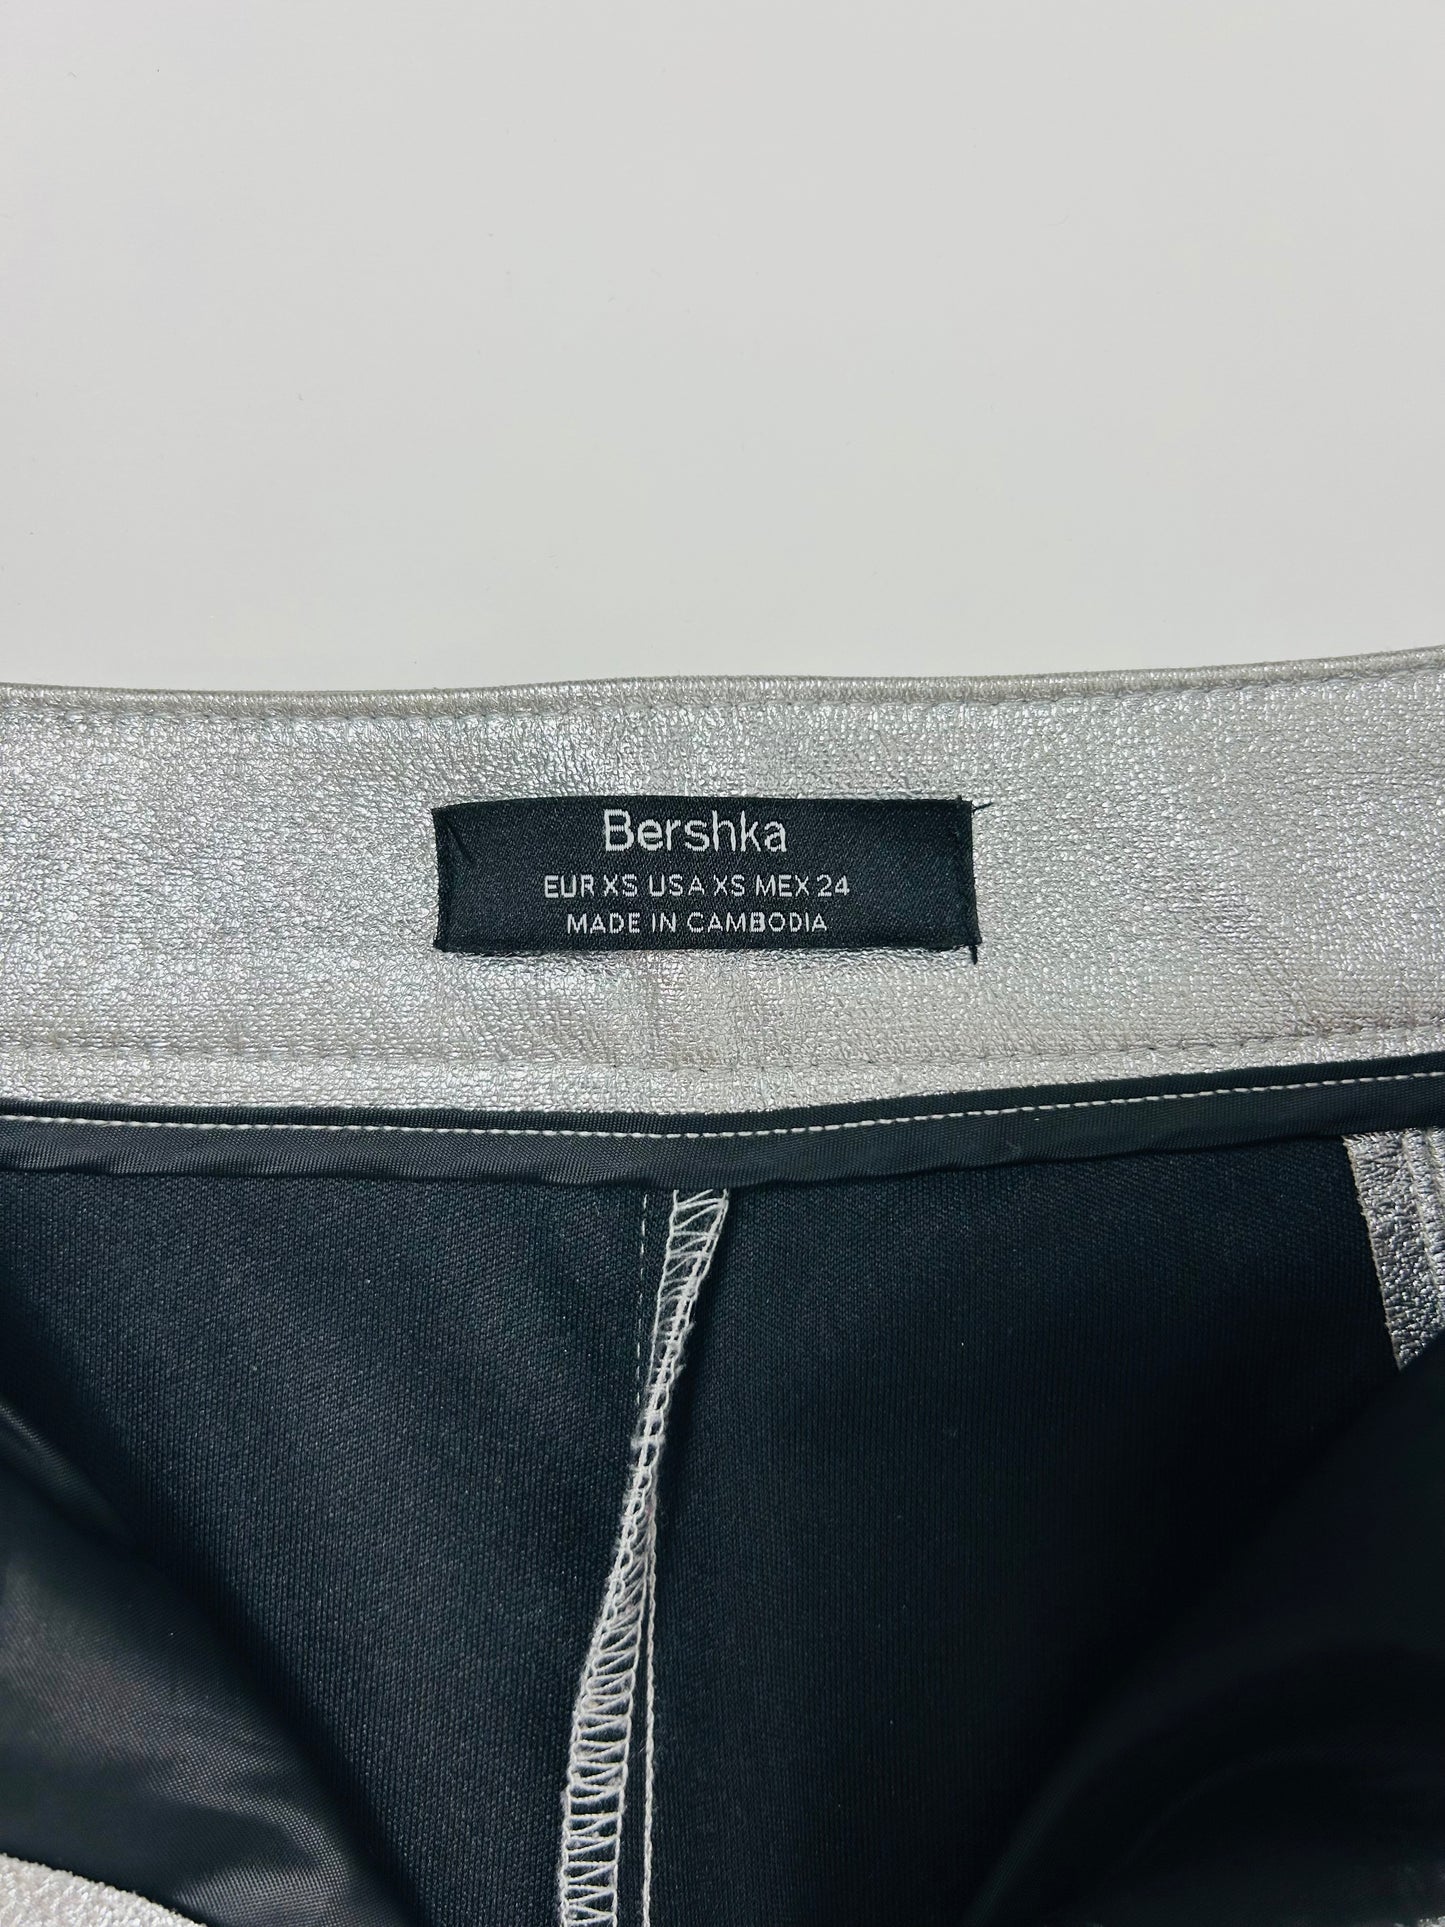 Bershka
EUR XS USA XS MEX 24
MADE IN CAMBODIA